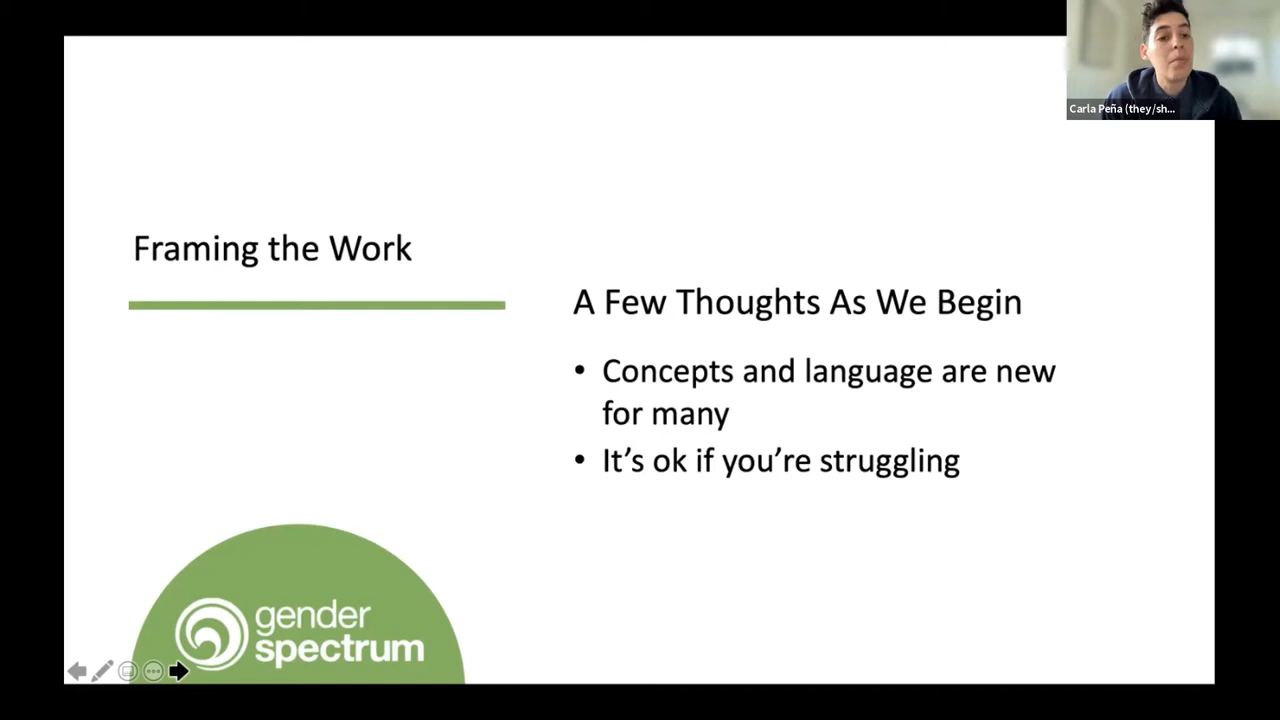 Carla Peña (they/sh...
Framing the Work
A Few Thoughts As We Begin
• Concepts and language are new
for many
• It's ok if you're struggling
gender
spectrum